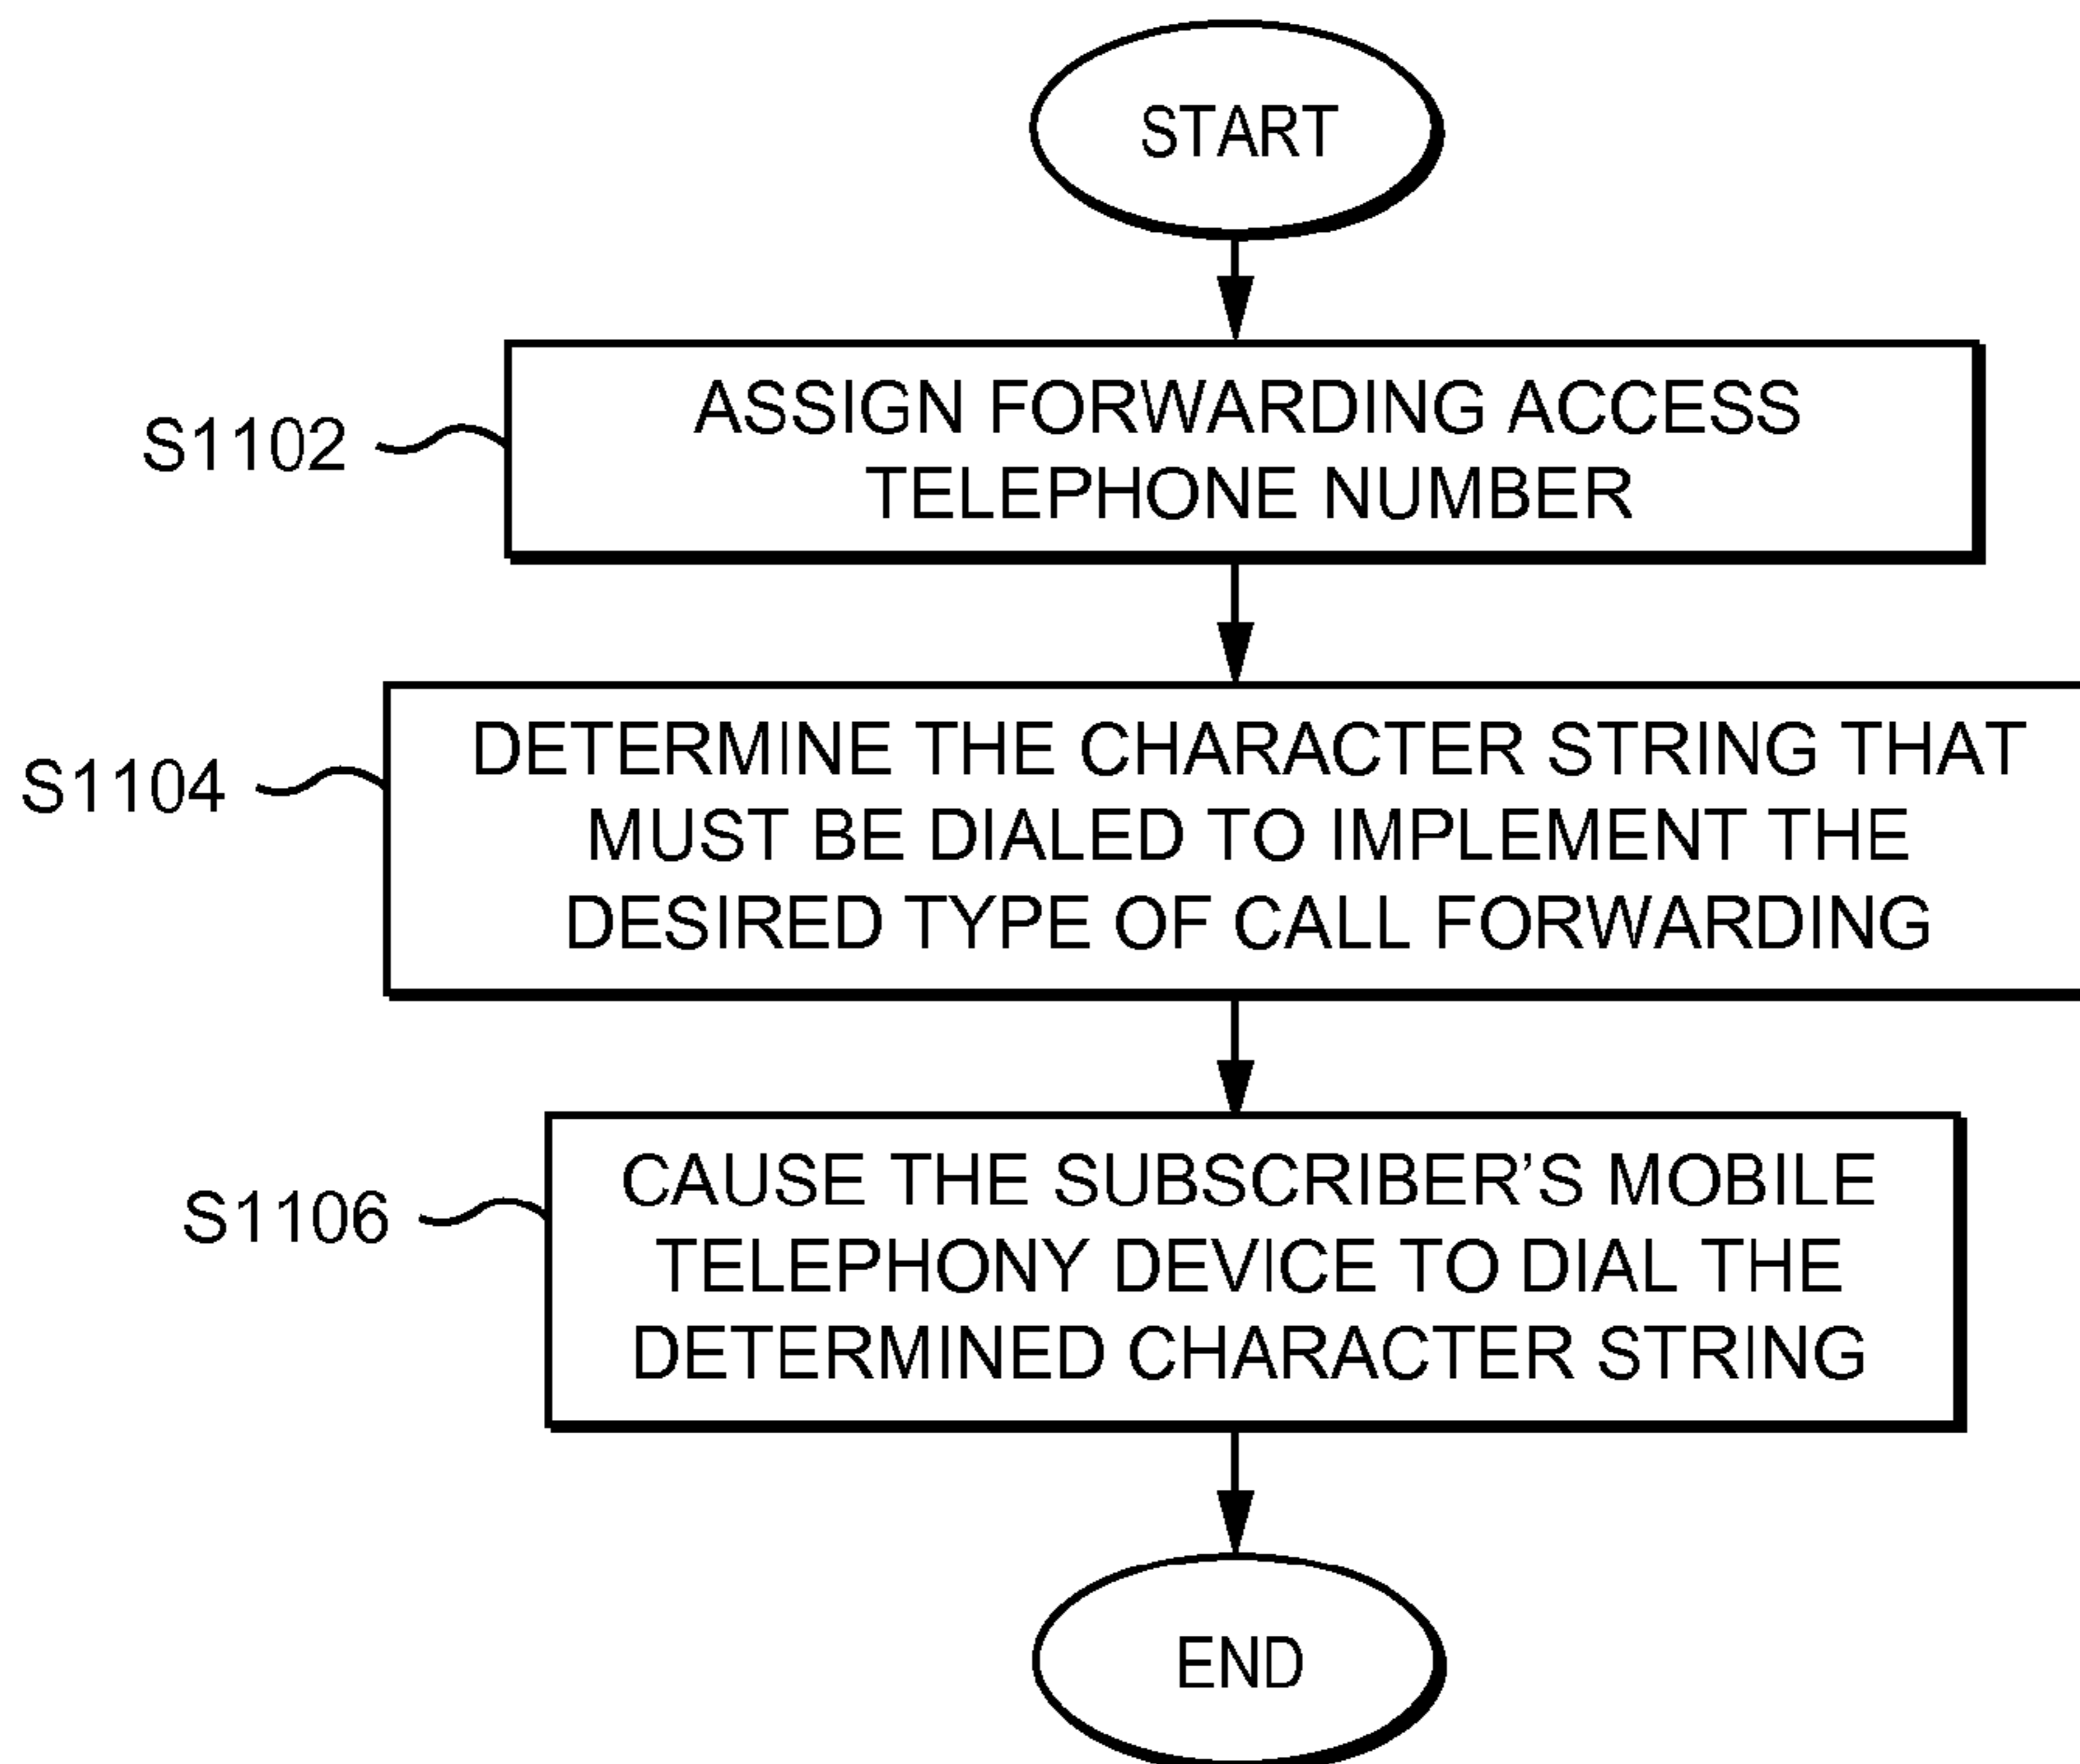 START
S1102
ASSIGN FORWARDING ACCESS
TELEPHONE NUMBER
S1104
DETERMINE THE CHARACTER STRING THAT
MUST BE DIALED TO IMPLEMENT THE
DESIRED TYPE OF CALL FORWARDING
S1106
CAUSE THE SUBSCRIBER’S MOBILE
TELEPHONY DEVICE TO DIAL THE
DETERMINED CHARACTER STRING
END